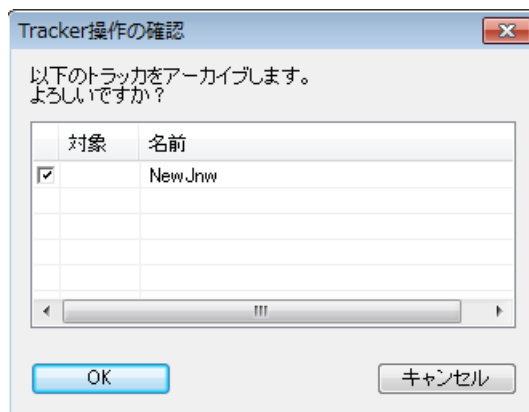 Tracker操作の確認
以下のトラッカをアーカイブします。
よろしいですか？
対象 名前
NewJnw
OK キャンセル